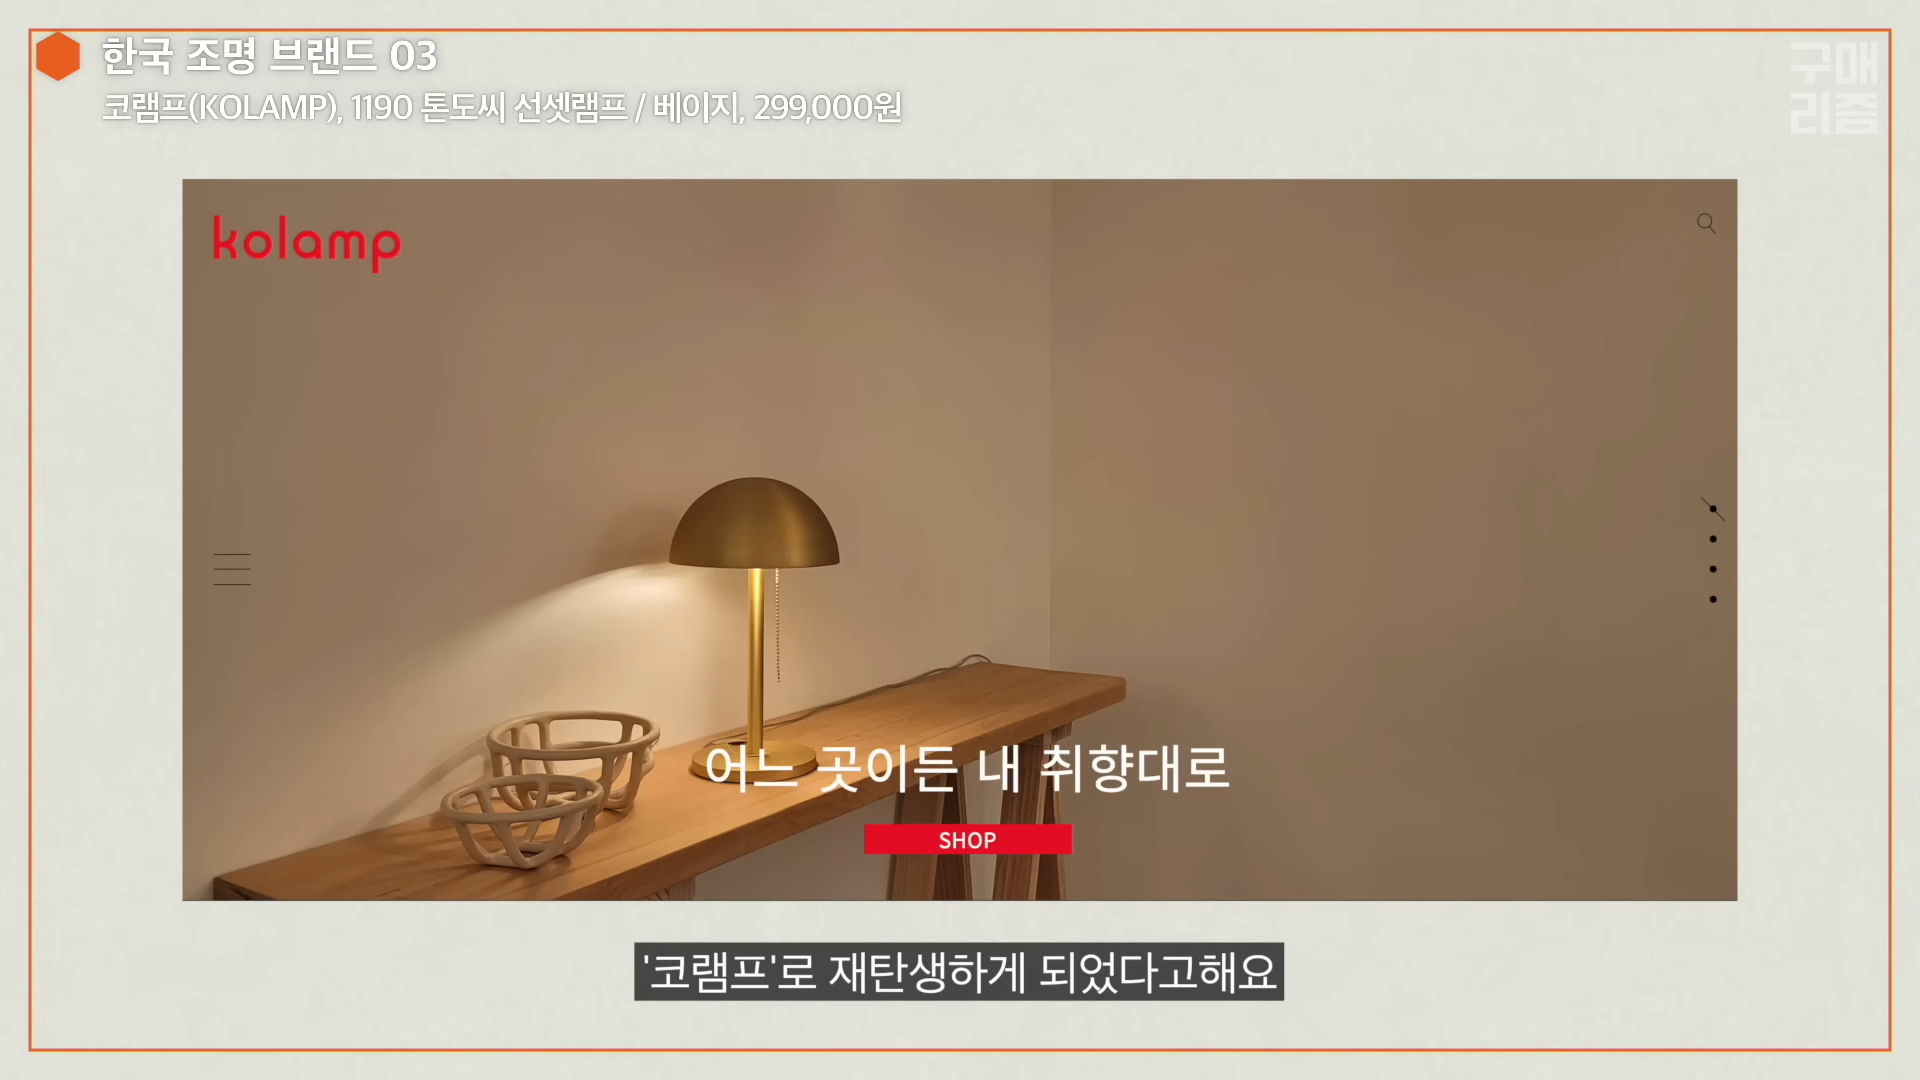 한국 조명 브랜드 03
코램프(KOLAMP), 1190 톤도씨 선셋램프 / 베이지, 299,000원
구매
리즘
kolamp
어느 곳이든 내 취향대로
SHOP
'코램프'로 재탄생하게 되었다고해요